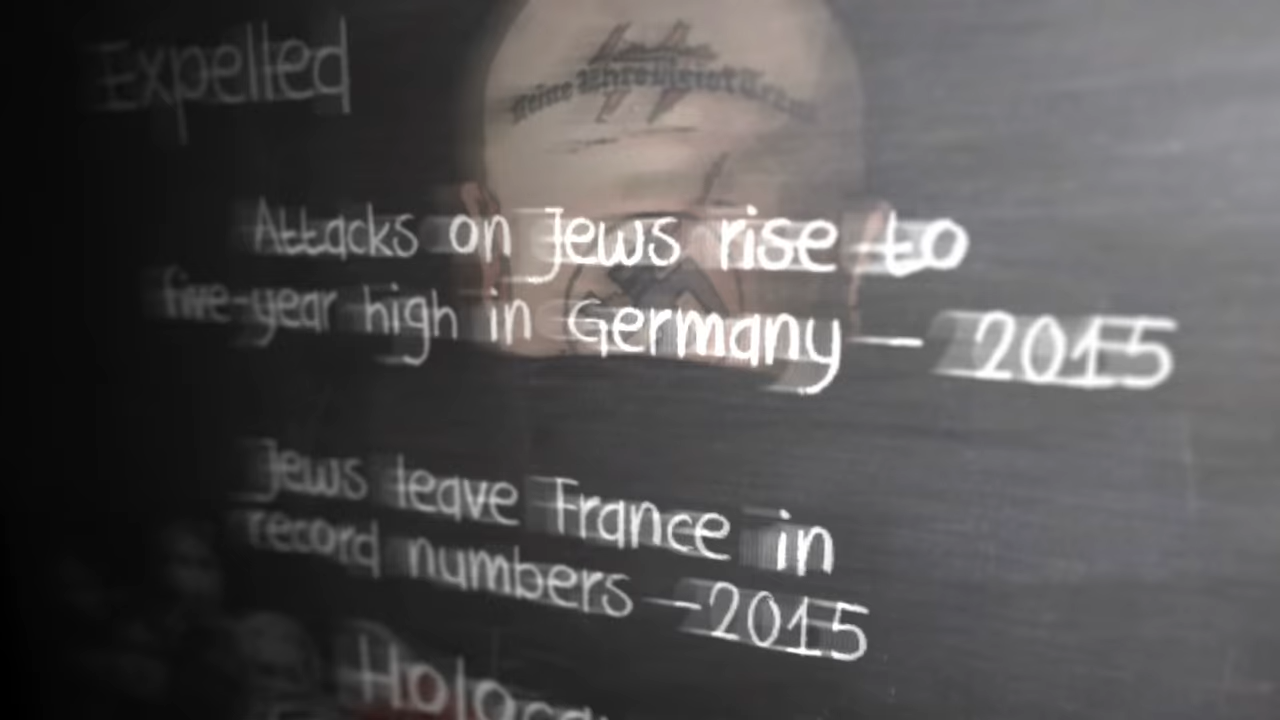 Expelled
Attacks on Jews rise to
five-year high in Germany — 2015
Jews leave France in
record numbers — 2015